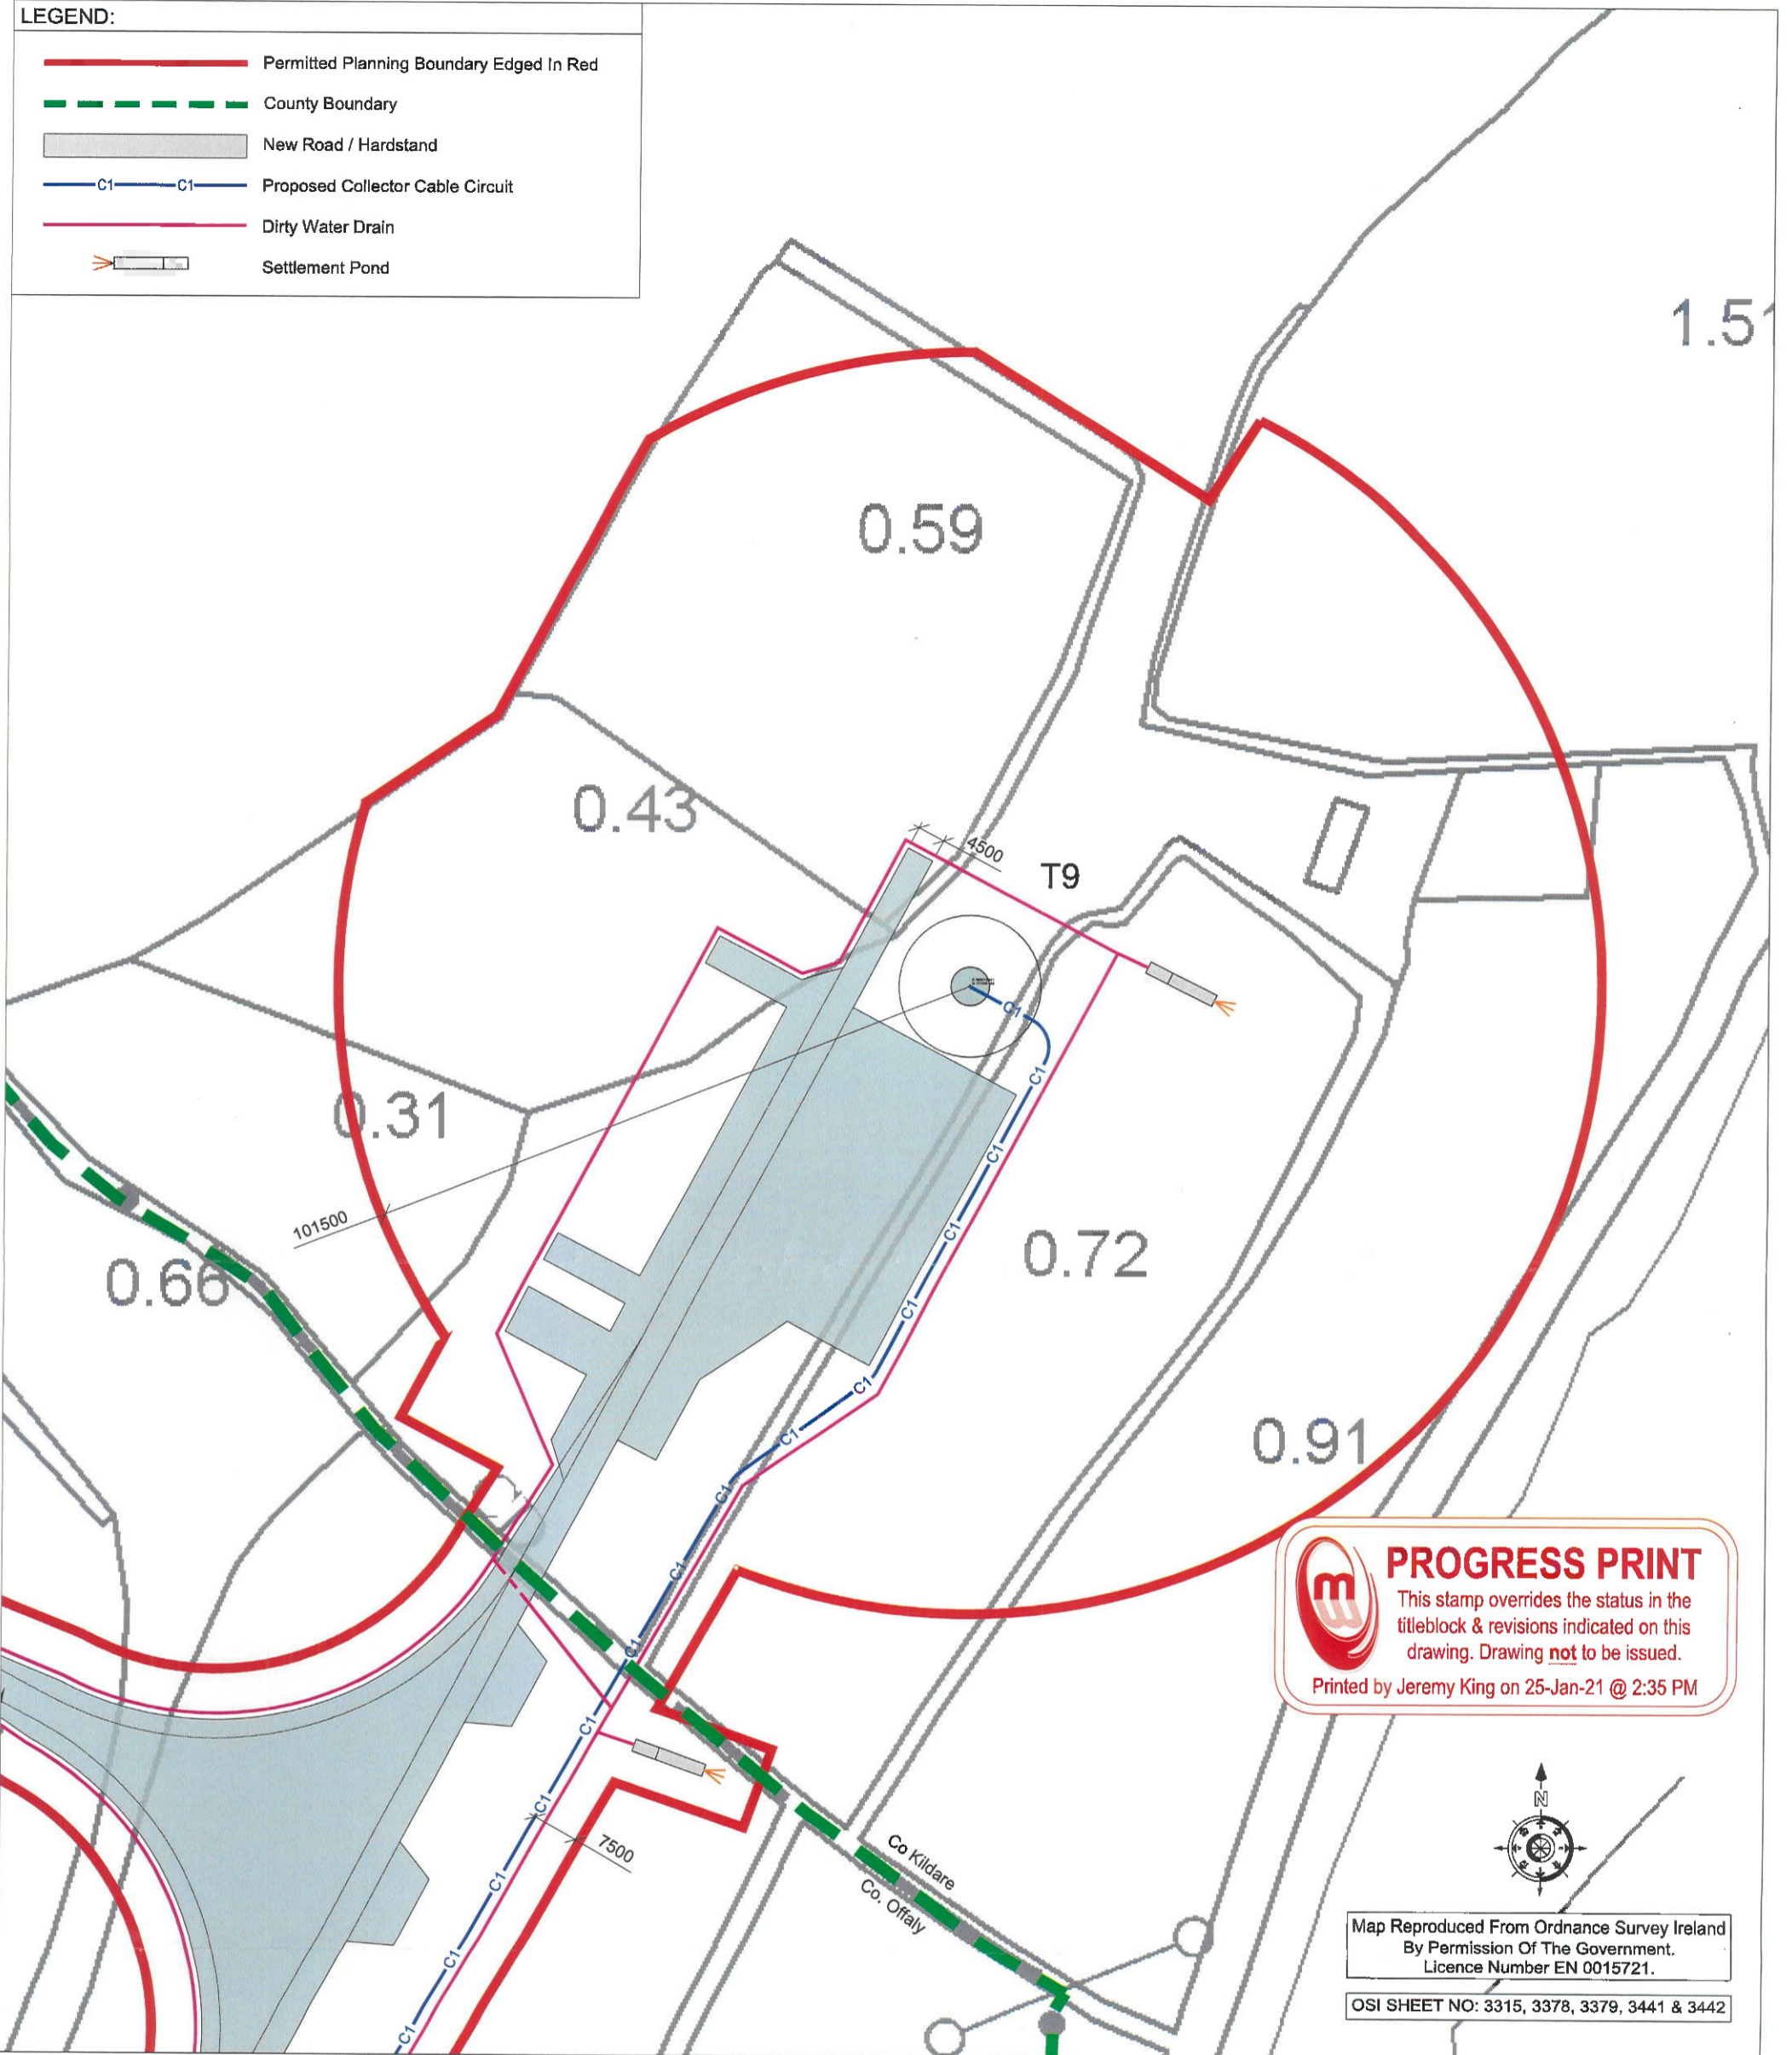 LEGEND:
Permitted Planning Boundary Edged In Red
County Boundary
New Road / Hardstand
C1 C1
Proposed Collector Cable Circuit
Dirty Water Drain
Settlement Pond
1.51
0.59
0.43
4500
T9
C1
C1
0.31
C1
101500
C1
0.72
0.66
C1
C1
C1
0.91
C1
C1
C1
C1
C1
7500
C1
C1
C1
Co Kildare
Co. Offaly
PROGRESS PRINT
This stamp overrides the status in the
titleblock & revisions indicated on this
drawing. Drawing not to be issued.
Printed by Jeremy King on 25-Jan-21 @ 2:35 PM
N
Map Reproduced From Ordnance Survey Ireland
By Permission Of The Government.
Licence Number EN 0015721.
OSI SHEET NO: 3315, 3378, 3379, 3441 & 3442